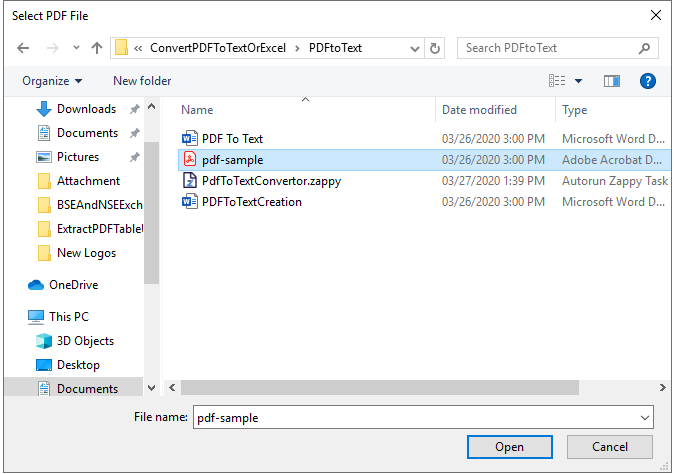 Select PDF File
« ConvertPDFToTextOrExcel > PDFtoText
Search PDFtoText
Organize New folder
Name Date modified Type
Downloads
Documents
Pictures
Attachment
BSEAndNSEExch
ExtractPDFTable
New Logos
OneDrive
This PC
3D Objects
Desktop
Documents
PDF To Text 03/26/2020 3:00 PM Microsoft Word D...
pdf-sample 03/26/2020 3:00 PM Adobe Acrobat D...
PdfToTextConvertor.zappy 03/27/2020 1:39 PM Autorun Zappy Task
PDFToTextCreation 03/26/2020 3:00 PM Microsoft Word D...
File name: pdf-sample
Open Cancel